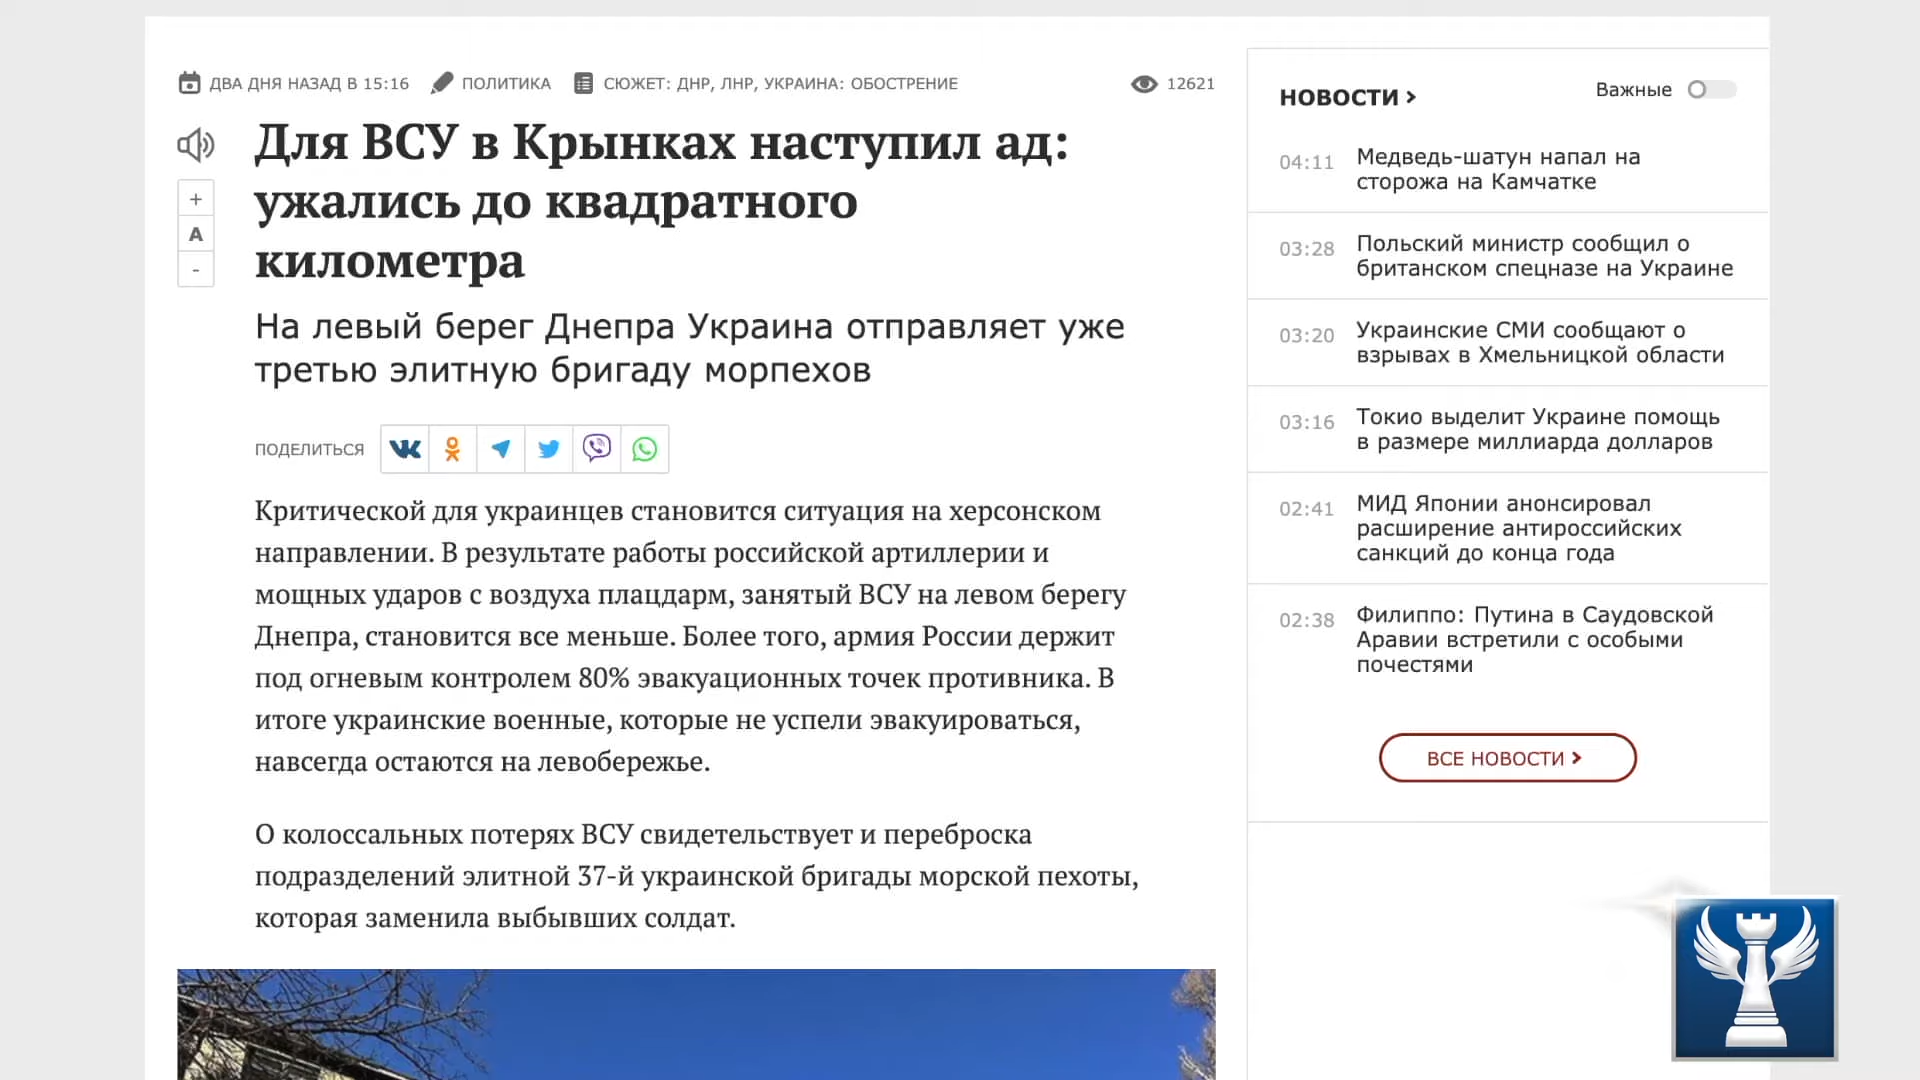 ДВА ДНЯ НАЗАД В 15:16 ПОЛИТИКА СЮЖЕТ: ДНР, ЛНР, УКРАИНА: ОБОСТРЕНИЕ 12621
Для ВСУ в Крынках наступил ад:
ужались до квадратного
километра
+
А
-
На левый берег Днепра Украина отправляет уже
третью элитную бригаду морпехов
ПОДЕЛИТЬСЯ
Критической для украинцев становится ситуация на херсонском
направлении. В результате работы российской артиллерии и
мощных ударов с воздуха плацдарм, занятый ВСУ на левом берегу
Днепра, становится все меньше. Более того, армия России держит
под огневым контролем 80% эвакуационных точек противника. В
итоге украинские военные, которые не успели эвакуироваться,
навсегда остаются на левобережье.
О колоссальных потерях ВСУ свидетельствует и переброска
подразделений элитной 37-й украинской бригады морской пехоты,
которая заменила выбывших солдат.
НОВОСТИ >
Важные
04:11 Медведь-шатун напал на
сторожа на Камчатке
03:28 Польский министр сообщил о
британском спецназе на Украине
03:20 Украинские СМИ сообщают о
взрывах в Хмельницкой области
03:16 Токио выделит Украине помощь
в размере миллиарда долларов
02:41 МИД Японии анонсировал
расширение антироссийских
санкций до конца года
02:38 Филиппо: Путина в Саудовской
Аравии встретили с особыми
почестями
ВСЕ НОВОСТИ >